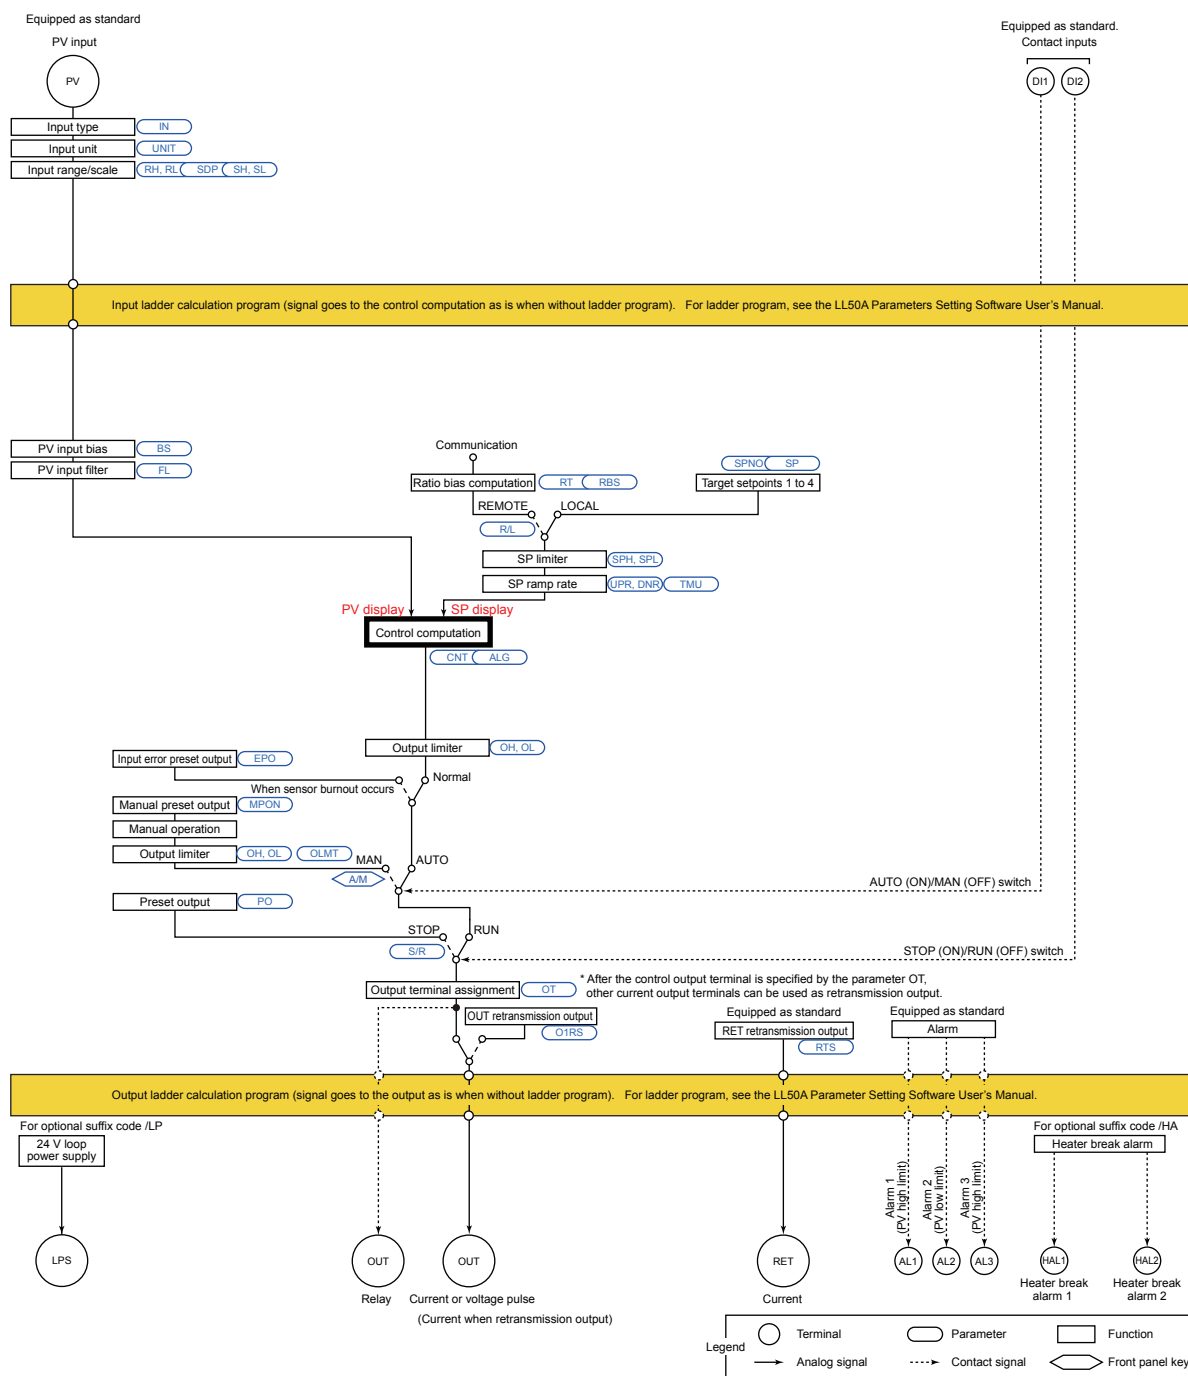 Equipped as standard
PV input
PV
Equipped as standard.
Contact inputs
DI1
DI2
Input type
IN
Input unit
UNIT
Input range/scale
RH, RL
SDP
SH, SL
Input ladder calculation program (signal goes to the control computation as is when without ladder program). For ladder program, see the LL50A Parameters Setting Software User's Manual.
PV input bias
BS
PV input filter
FL
Communication
Ratio bias computation
RT
RBS
SPNO
SP
Target setpoints 1 to 4
REMOTE
LOCAL
R/L
SP limiter
SPH, SPL
SP ramp rate
UPR, DNR
TMU
PV display
SP display
Control computation
CNT
ALG
Output limiter
OH, OL
Input error preset output
EPO
When sensor burnout occurs
Normal
Manual preset output
MPON
Manual operation
Output limiter
OH, OL
OLMT
MAN
AUTO
A/M
AUTO (ON)/MAN (OFF) switch
Preset output
PO
STOP
RUN
S/R
STOP (ON)/RUN (OFF) switch
Output terminal assignment
OT
* After the control output terminal is specified by the parameter OT,
other current output terminals can be used as retransmission output.
OUT retransmission output
O1RS
Equipped as standard
RET retransmission output
RTS
Equipped as standard
Alarm
Output ladder calculation program (signal goes to the output as is when without ladder program). For ladder program, see the LL50A Parameter Setting Software User's Manual.
For optional suffix code /LP
24 V loop
power supply
For optional suffix code /HA
Heater break alarm
Alarm 1
(PV high limit)
Alarm 2
(PV low limit)
Alarm 3
(PV high limit)
LPS
OUT
OUT
RET
AL1
AL2
AL3
HAL1
HAL2
Relay
Current or voltage pulse
(Current when retransmission output)
Current
Heater break
alarm 1
Heater break
alarm 2
Legend
Terminal
Parameter
Function
Analog signal
Contact signal
Front panel key